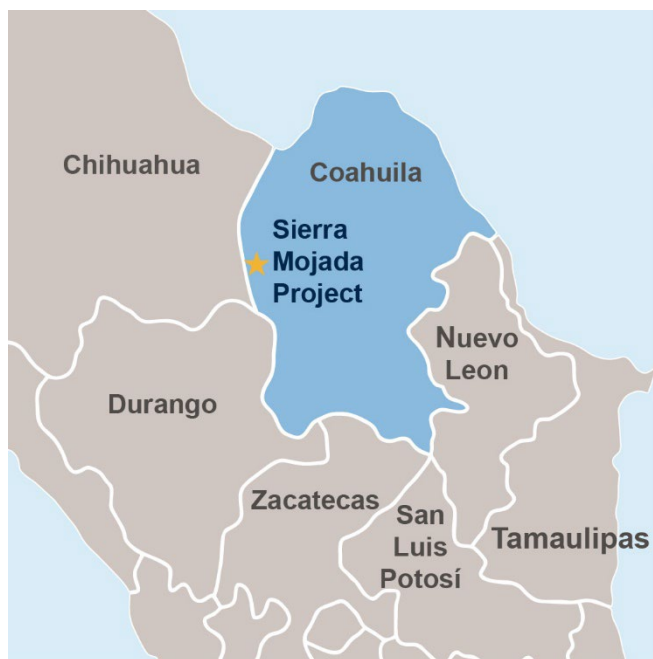 Chihuahua
Coahuila
Sierra
Mojada
Project
Nuevo
Leon
Durango
Zacatecas
San
Luis
Potosí
Tamaulipas